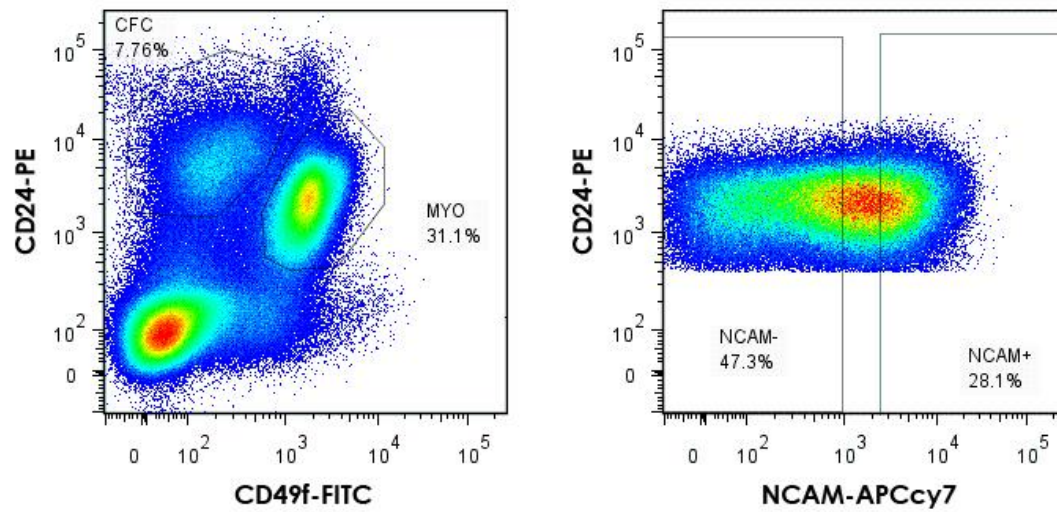 CFC
7.76%
10^5
10^4
10^3
10^2
0
CD24-PE
MYO
31.1%
0 10^2 10^3 10^4 10^5
CD49f-FITC
10^5
10^4
10^3
10^2
0
CD24-PE
NCAM-
47.3%
NCAM+
28.1%
0 10^2 10^3 10^4 10^5
NCAM-APCcy7